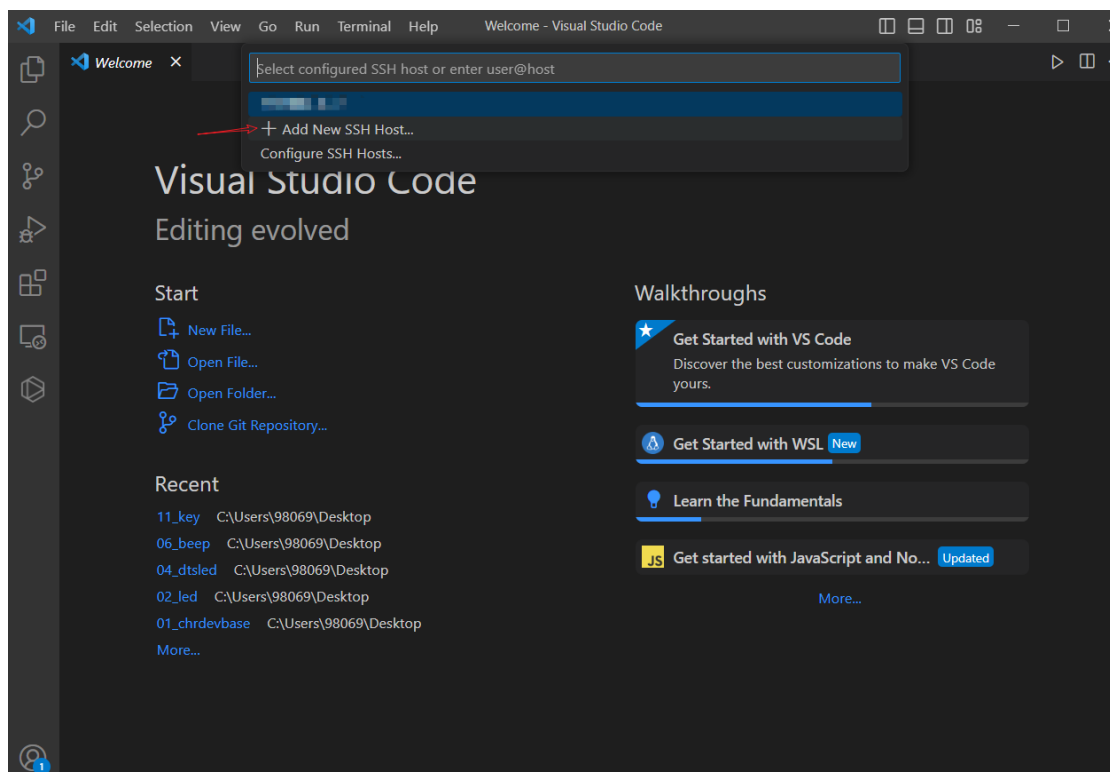 File Edit Selection View Go Run Terminal Help Welcome - Visual Studio Code
Welcome
Select configured SSH host or enter user@host
+ Add New SSH Host...
Configure SSH Hosts...
Visual Studio Code
Editing evolved
Start
New File...
Open File...
Open Folder...
Clone Git Repository...
Recent
11_key C:\Users\98069\Desktop
06_beep C:\Users\98069\Desktop
04_dtsled C:\Users\98069\Desktop
02_led C:\Users\98069\Desktop
01_chrdevbase C:\Users\98069\Desktop
More...
Walkthroughs
Get Started with VS Code
Discover the best customizations to make VS Code
yours.
Get Started with WSL New
Learn the Fundamentals
JS Get started with JavaScript and No... Updated
More...
1